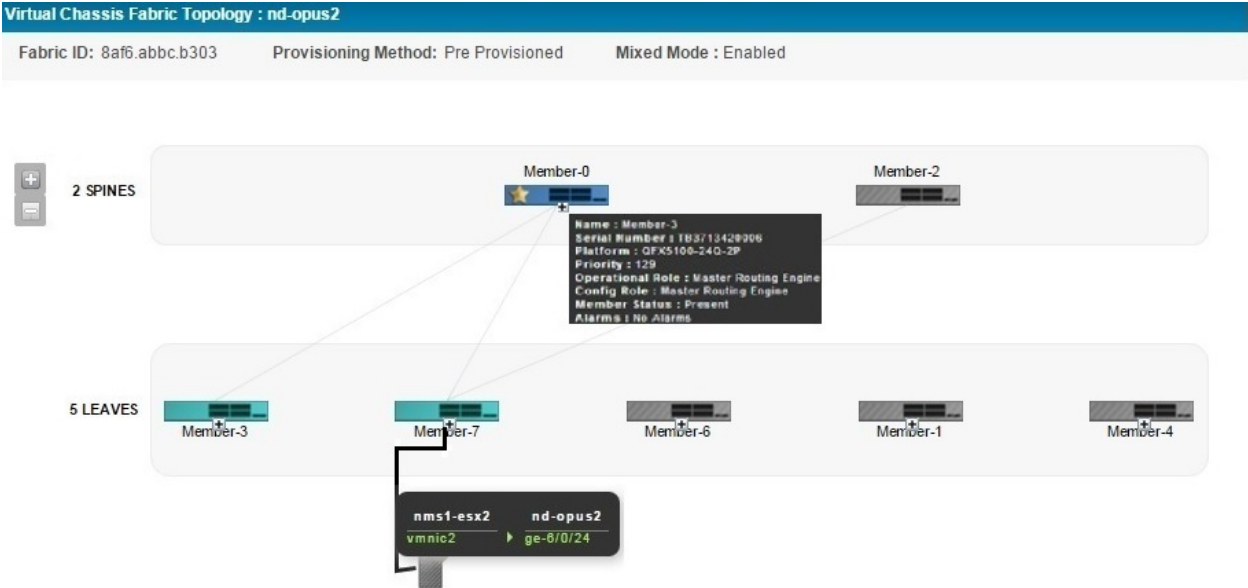 Virtual Chassis Fabric Topology : nd-opus2
Fabric ID: 8af6.abbc.b303 Provisioning Method: Pre Provisioned Mixed Mode : Enabled
Member-0 Member-2
2 SPINES
Name : Member-3
Serial Number : TB3713420006
Platform : QFX5100-24Q-2P
Priority : 129
Operational Role : Master Routing Engine
Config Role : Master Routing Engine
Member Status : Present
Alarms : No Alarms
5 LEAVES
Member-3 Member-7 Member-6 Member-1 Member-4
nms1-esx2 nd-opus2
vmnic2 ge-6/0/24